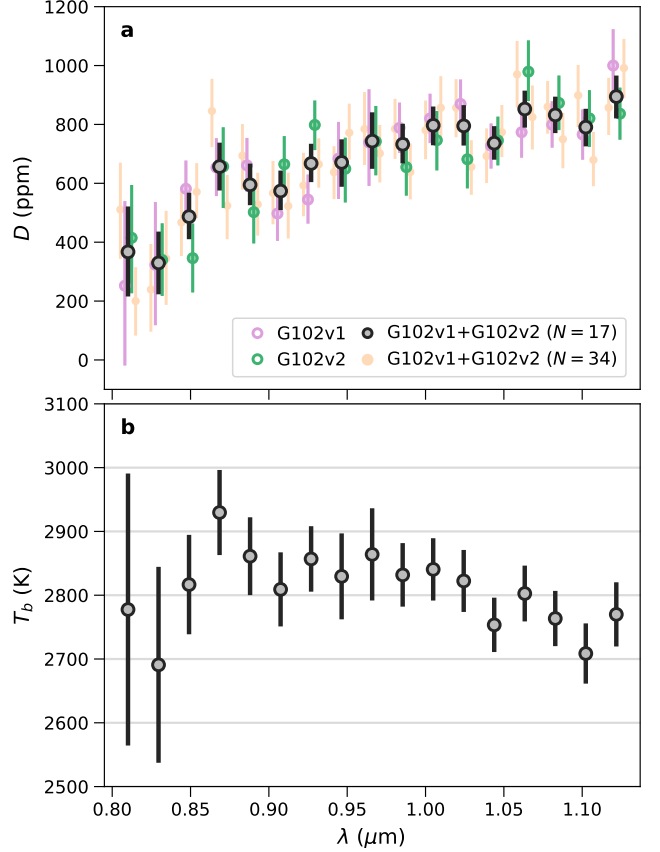 a
1200
1000
800
600
400
200
0
D (ppm)
G102v1
G102v2
G102v1+G102v2 (N = 17)
G102v1+G102v2 (N = 34)
b
3100
3000
2900
2800
2700
2600
2500
T_b (K)
0.80 0.85 0.90 0.95 1.00 1.05 1.10
λ (μm)